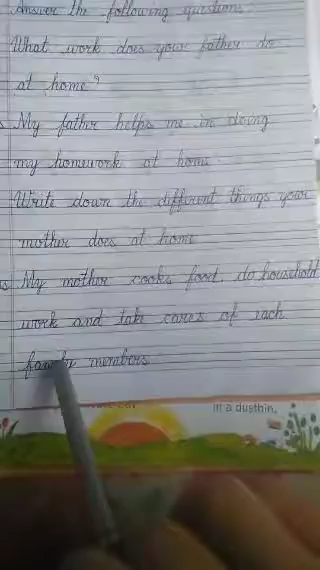 Answer the following questions.
What work does your father do
at home?
s My father helps me in doing
my homework at home.
Write down the different things your
mother does at home
s My mother cooks food, do household
work and take cares of each
family members.
in a dustbin.